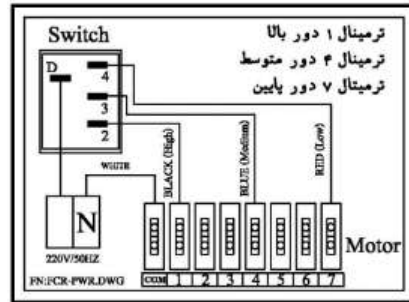 Switch
ترمینال ۱ دور بالا
ترمینال ۴ دور متوسط
ترمیتال ۷ دور پایین
D
4
3
2
WHITE
BLACK (High)
BLUE (Medium)
RED (Low)
N
220V/50HZ
Motor
FN:FCR-PWR.DWG
COM 1 2 3 4 5 6 7